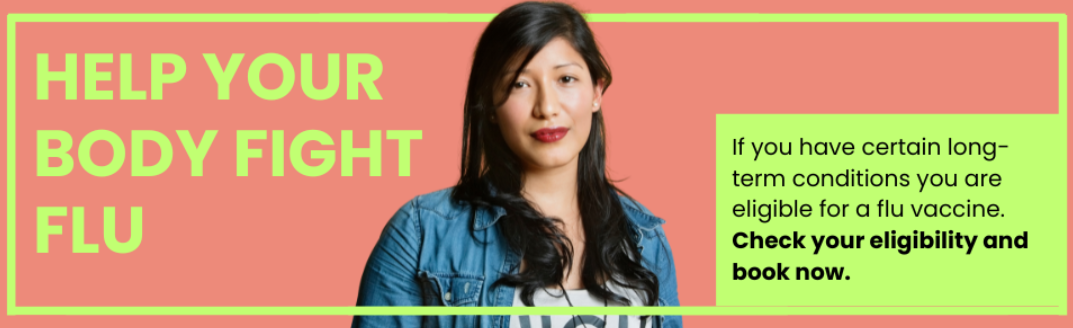 HELP YOUR
BODY FIGHT
FLU
If you have certain long-
term conditions you are
eligible for a flu vaccine.
Check your eligibility and
book now.